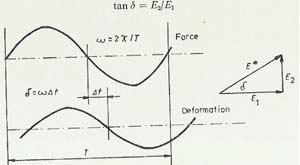 tan δ = E₂/E₁
ω = 2π/T
Force
δ = ωΔt
Δt
Deformation
T
E*
δ
E₂
E₁